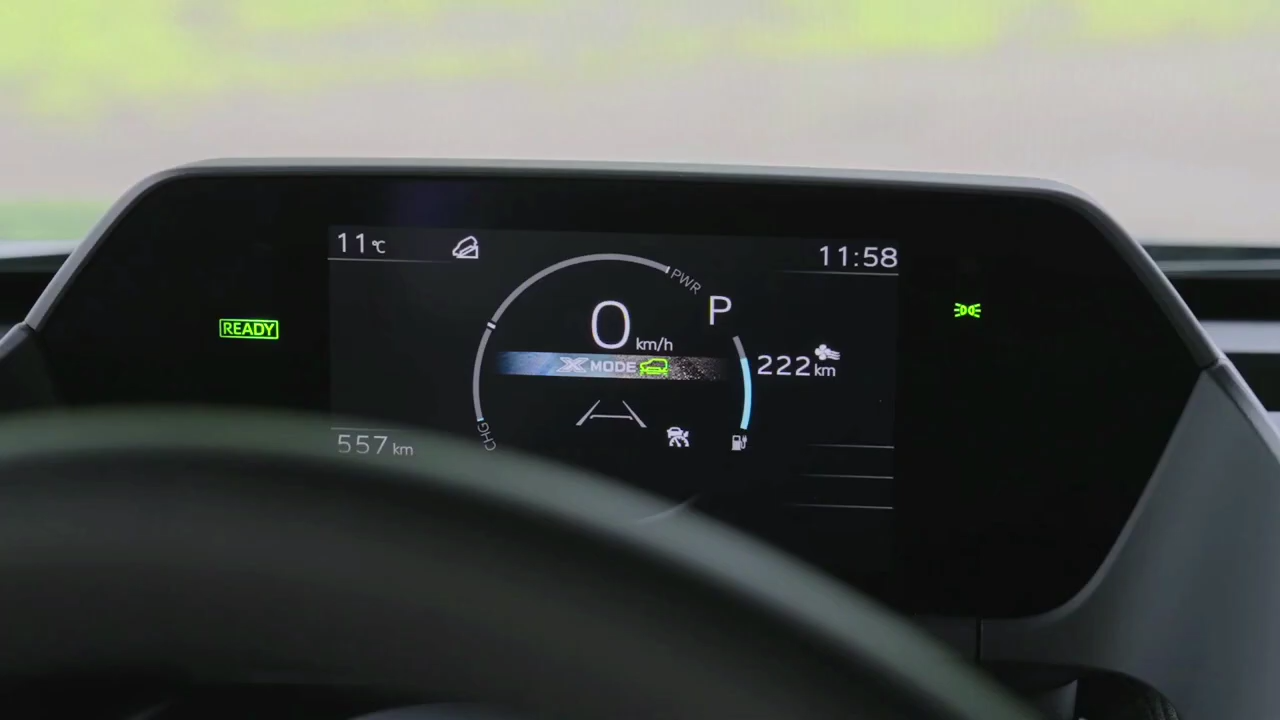 11℃
11:58
PWR
P
READY
0
km/h
222 km
X MODE
CHG
557 km